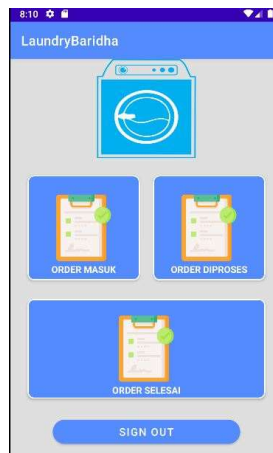 8:10
LaundryBaridha
ORDER MASUK
ORDER DIPROSES
ORDER SELESAI
SIGN OUT